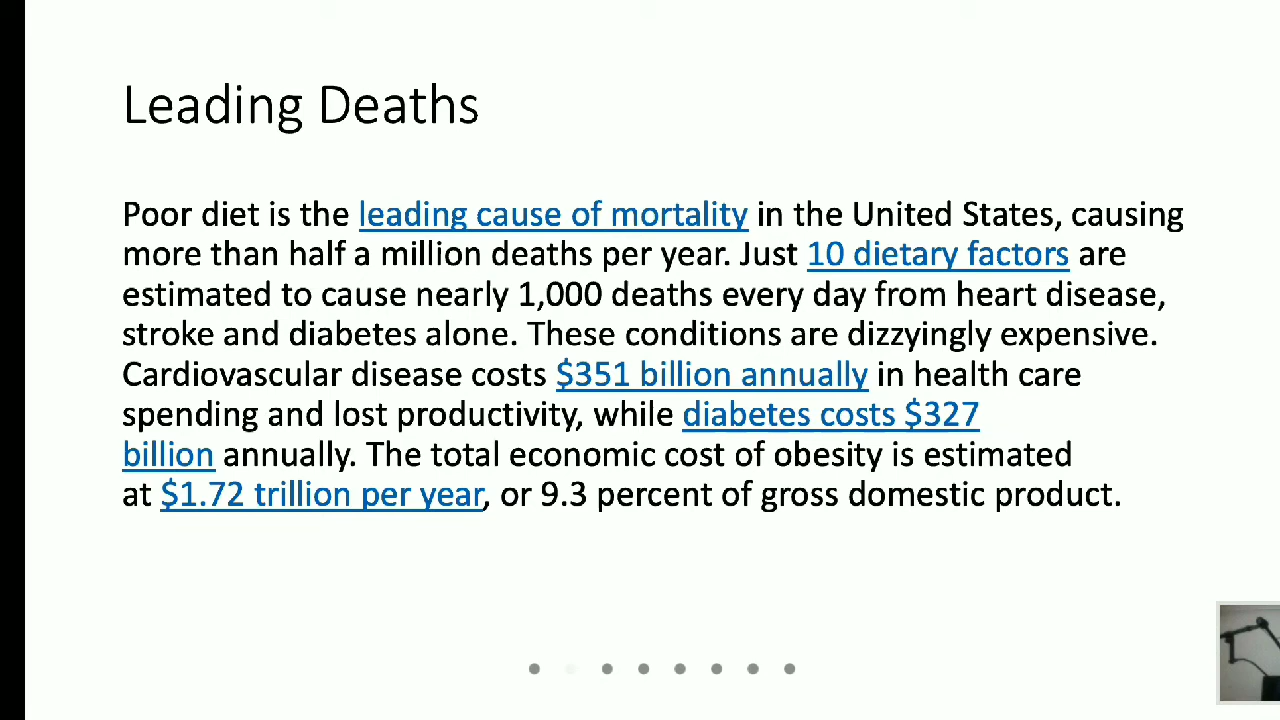 Leading Deaths
Poor diet is the leading cause of mortality in the United States, causing
more than half a million deaths per year. Just 10 dietary factors are
estimated to cause nearly 1,000 deaths every day from heart disease,
stroke and diabetes alone. These conditions are dizzyingly expensive.
Cardiovascular disease costs $351 billion annually in health care
spending and lost productivity, while diabetes costs $327
billion annually. The total economic cost of obesity is estimated
at $1.72 trillion per year, or 9.3 percent of gross domestic product.